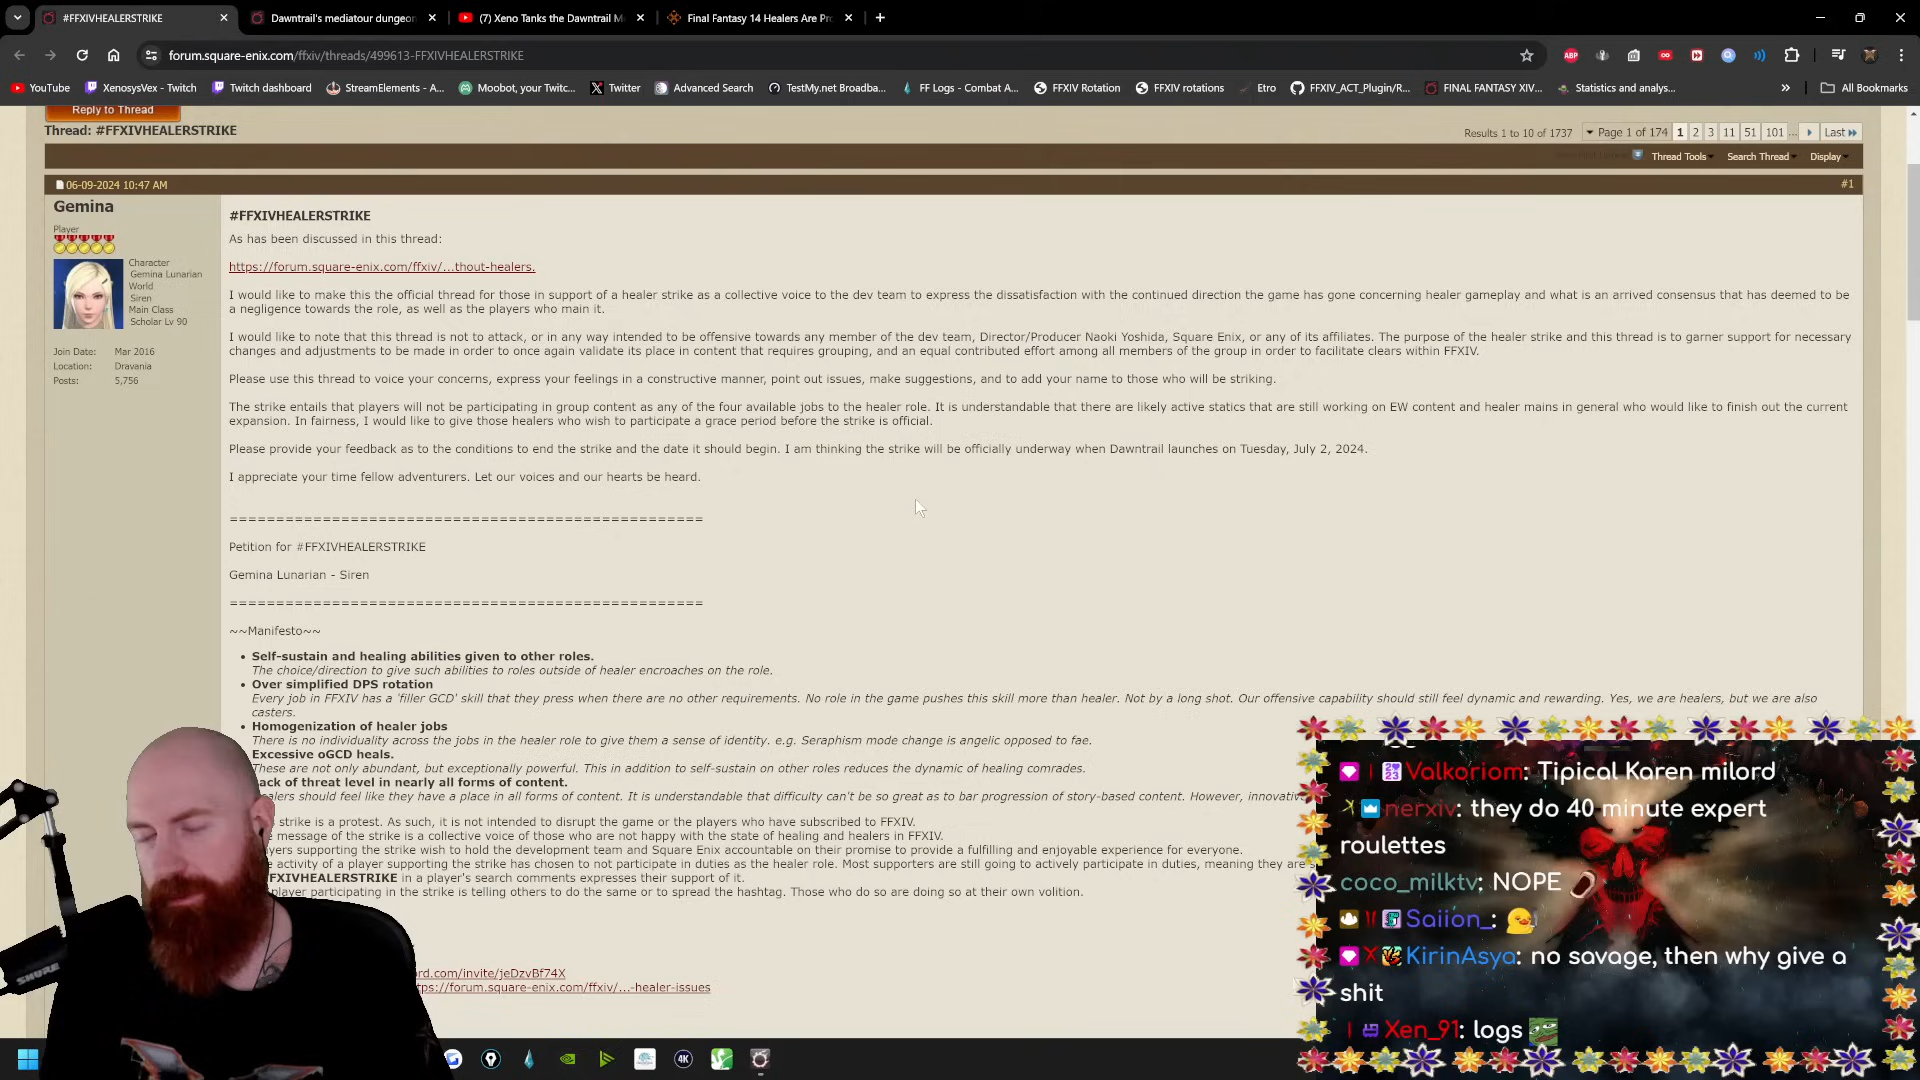 #FFXIVHEALERSTRIKE
Dawntrail's mediatour dungeon
(7) Xeno Tanks the Dawntrail M
Final Fantasy 14 Healers Are Pr
forum.square-enix.com/ffxiv/threads/499613-FFXIVHEALERSTRIKE
YouTube
XenosysVex - Twitch
Twitch dashboard
StreamElements - A...
Moobot, your Twitc...
Twitter
Advanced Search
TestMy.net Broadba...
FF Logs - Combat A...
FFXIV Rotation
FFXIV rotations
Etro
FFXIV_ACT_Plugin/R...
FINAL FANTASY XIV...
Statistics and analys...
All Bookmarks
Reply to Thread
Thread: #FFXIVHEALERSTRIKE
Results 1 to 10 of 1737
Page 1 of 174 1 2 3 11 51 101 ... Last
Thread Tools Search Thread Display
06-09-2024 10:47 AM
#1
Gemina
Player
Character
Gemina Lunarian
World
Siren
Main Class
Scholar Lv 90
Join Date: Mar 2016
Location: Dravania
Posts: 5,756
#FFXIVHEALERSTRIKE
As has been discussed in this thread:
https://forum.square-enix.com/ffxiv/...thout-healers.
I would like to make this the official thread for those in support of a healer strike as a collective voice to the dev team to express the dissatisfaction with the continued direction the game has gone concerning healer gameplay and what is an arrived consensus that has deemed to be
a negligence towards the role, as well as the players who main it.
I would like to note that this thread is not to attack, or in any way intended to be offensive towards any member of the dev team, Director/Producer Naoki Yoshida, Square Enix, or any of its affiliates. The purpose of the healer strike and this thread is to garner support for necessary
changes and adjustments to be made in order to once again validate its place in content that requires grouping, and an equal contributed effort among all members of the group in order to facilitate clears within FFXIV.
Please use this thread to voice your concerns, express your feelings in a constructive manner, point out issues, make suggestions, and to add your name to those who will be striking.
The strike entails that players will not be participating in group content as any of the four available jobs to the healer role. It is understandable that there are likely active statics that are still working on EW content and healer mains in general who would like to finish out the current
expansion. In fairness, I would like to give those healers who wish to participate a grace period before the strike is official.
Please provide your feedback as to the conditions to end the strike and the date it should begin. I am thinking the strike will be officially underway when Dawntrail launches on Tuesday, July 2, 2024.
I appreciate your time fellow adventurers. Let our voices and our hearts be heard.
===================================================
Petition for #FFXIVHEALERSTRIKE
Gemina Lunarian - Siren
===================================================
~~Manifesto~~
• Self-sustain and healing abilities given to other roles.
The choice/direction to give such abilities to roles outside of healer encroaches on the role.
• Over simplified DPS rotation
Every job in FFXIV has a 'filler GCD' skill that they press when there are no other requirements. No role in the game pushes this skill more than healer. Not by a long shot. Our offensive capability should still feel dynamic and rewarding. Yes, we are healers, but we are also
casters.
• Homogenization of healer jobs
There is no individuality across the jobs in the healer role to give them a sense of identity. e.g. Seraphism mode change is angelic opposed to fae.
Excessive oGCD heals.
These are not only abundant, but exceptionally powerful. This in addition to self-sustain on other roles reduces the dynamic of healing comrades.
ack of threat level in nearly all forms of content.
ealers should feel like they have a place in all forms of content. It is understandable that difficulty can't be so great as to bar progression of story-based content. However, innovativ
s strike is a protest. As such, it is not intended to disrupt the game or the players who have subscribed to FFXIV.
e message of the strike is a collective voice of those who are not happy with the state of healing and healers in FFXIV.
ayers supporting the strike wish to hold the development team and Square Enix accountable on their promise to provide a fulfilling and enjoyable experience for everyone.
e activity of a player supporting the strike has chosen to not participate in duties as the healer role. Most supporters are still going to actively participate in duties, meaning they are s
FXIVHEALERSTRIKE in a player's search comments expresses their support of it.
player participating in the strike is telling others to do the same or to spread the hashtag. Those who do so are doing so at their own volition.
ord.com/invite/jeDzvBf74X
tps://forum.square-enix.com/ffxiv/...-healer-issues
Valkoriom: Tipical Karen milord
nerxiv: they do 40 minute expert
roulettes
coco_milktv: NOPE
Saiion_:
KirinAsya: no savage, then why give a
shit
Xen_91: logs
SHURE
4K